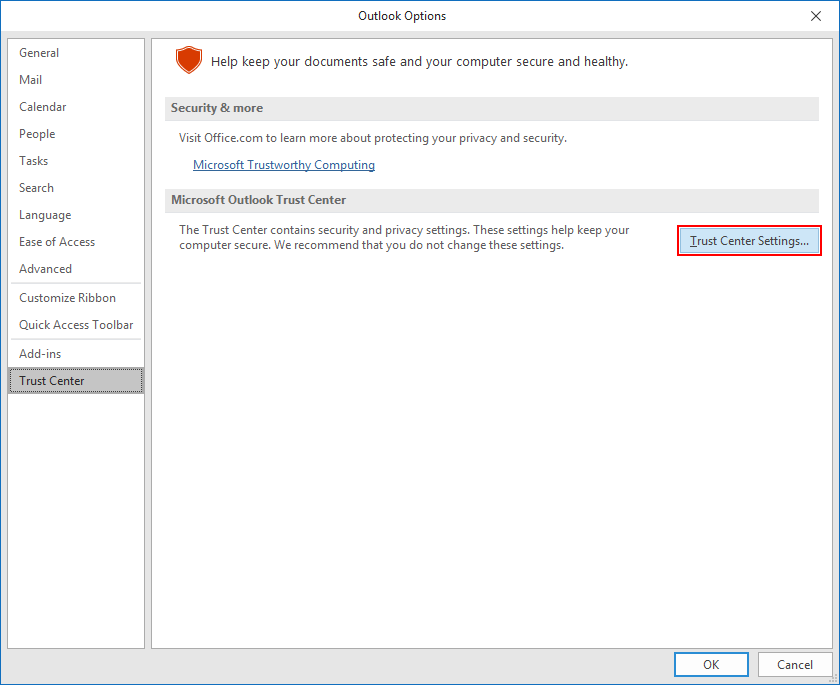 Outlook Options
General
Mail
Calendar
People
Tasks
Search
Language
Ease of Access
Advanced
Customize Ribbon
Quick Access Toolbar
Add-ins
Trust Center
Help keep your documents safe and your computer secure and healthy.
Security & more
Visit Office.com to learn more about protecting your privacy and security.
Microsoft Trustworthy Computing
Microsoft Outlook Trust Center
The Trust Center contains security and privacy settings. These settings help keep your
computer secure. We recommend that you do not change these settings.
Trust Center Settings...
OK
Cancel